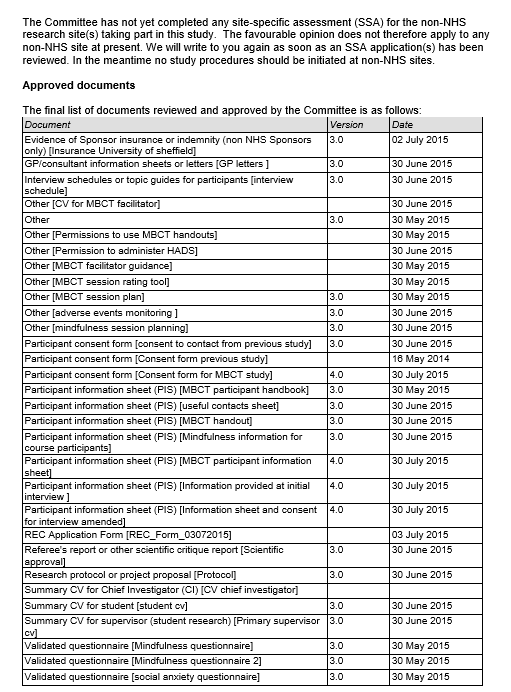 The Committee has not yet completed any site-specific assessment (SSA) for the non-NHS
research site(s) taking part in this study.  The favourable opinion does not therefore apply to any
non-NHS site at present. We will write to you again as soon as an SSA application(s) has been
reviewed. In the meantime no study procedures should be initiated at non-NHS sites.
Approved documents
The final list of documents reviewed and approved by the Committee is as follows:
Document Version Date
Evidence of Sponsor insurance or indemnity (non NHS Sponsors 3.0 02 July 2015
only) [Insurance University of sheffield]
GP/consultant information sheets or letters [GP letters ] 3.0 30 June 2015
Interview schedules or topic guides for participants [interview 3.0 30 June 2015
schedule]
Other [CV for MBCT facilitator] 30 June 2015
Other 3.0 30 May 2015
Other [Permissions to use MBCT handouts] 30 May 2015
Other [Permission to administer HADS] 30 June 2015
Other [MBCT facilitator guidance] 30 May 2015
Other [MBCT session rating tool] 30 May 2015
Other [MBCT session plan] 3.0 30 May 2015
Other [adverse events monitoring ] 3.0 30 June 2015
Other [mindfulness session planning] 3.0 30 June 2015
Participant consent form [consent to contact from previous study] 3.0 30 June 2015
Participant consent form [Consent form previous study] 16 May 2014
Participant consent form [Consent form for MBCT study] 4.0 30 July 2015
Participant information sheet (PIS) [MBCT participant handbook] 3.0 30 May 2015
Participant information sheet (PIS) [useful contacts sheet] 3.0 30 June 2015
Participant information sheet (PIS) [MBCT handout] 3.0 30 June 2015
Participant information sheet (PIS) [Mindfulness information for 3.0 30 June 2015
course participants]
Participant information sheet (PIS) [MBCT participant information 4.0 30 July 2015
sheet]
Participant information sheet (PIS) [Information provided at initial 4.0 30 July 2015
interview ]
Participant information sheet (PIS) [Information sheet and consent 4.0 30 July 2015
for interview amended]
REC Application Form [REC_Form_03072015] 03 July 2015
Referee's report or other scientific critique report [Scientific 3.0 30 June 2015
approval]
Research protocol or project proposal [Protocol] 3.0 30 June 2015
Summary CV for Chief Investigator (CI) [CV chief investigator]
Summary CV for student [student cv] 3.0 30 June 2015
Summary CV for supervisor (student research) [Primary supervisor 3.0 30 June 2015
cv]
Validated questionnaire [Mindfulness questionnaire] 3.0 30 May 2015
Validated questionnaire [Mindfulness questionnaire 2] 3.0 30 May 2015
Validated questionnaire [social anxiety questionnaire] 3.0 30 May 2015